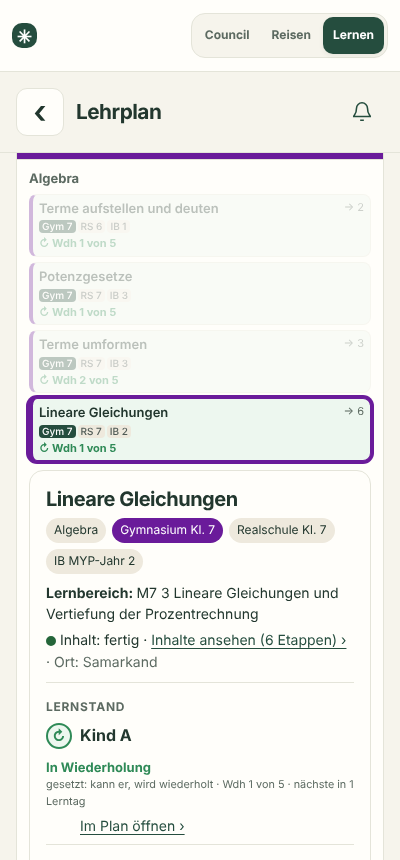 Council Reisen Lernen
‹ Lehrplan
Algebra
Terme aufstellen und deuten → 2
Gym 7 RS 6 IB 1
↻ Wdh 1 von 5
Potenzgesetze
Gym 7 RS 7 IB 3
↻ Wdh 1 von 5
Terme umformen → 3
Gym 7 RS 7 IB 3
↻ Wdh 2 von 5
Lineare Gleichungen → 6
Gym 7 RS 7 IB 2
↻ Wdh 1 von 5
Lineare Gleichungen
Algebra Gymnasium Kl. 7 Realschule Kl. 7
IB MYP-Jahr 2
Lernbereich: M7 3 Lineare Gleichungen und
Vertiefung der Prozentrechnung
Inhalt: fertig · Inhalte ansehen (6 Etappen) ›
· Ort: Samarkand
LERNSTAND
↻ Kind A
In Wiederholung
gesetzt: kann er, wird wiederholt · Wdh 1 von 5 · nächste in 1
Lerntag
Im Plan öffnen ›